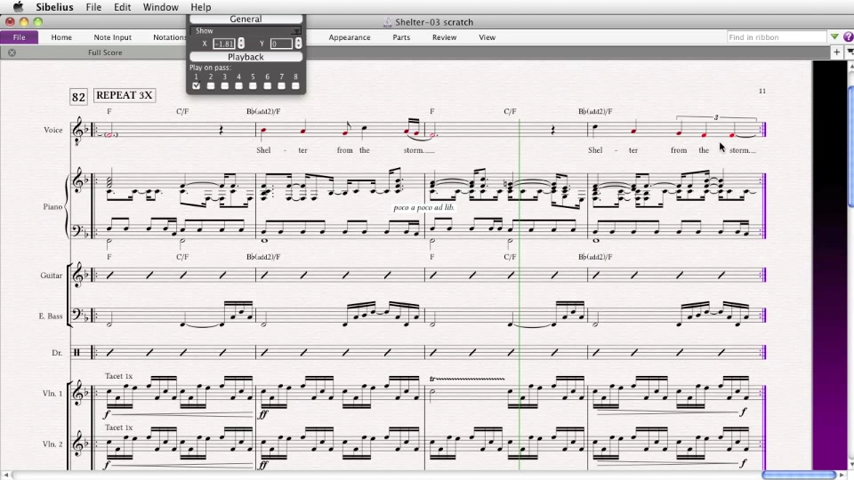 Sibelius File Edit Window Help
Shelter-03 scratch
File Home Note Input Notations Appearance Parts Review View Find in ribbon
Full Score
General
Show
X -1.81 Y 0
Playback
Play on pass:
1 2 3 4 5 6 7 8
11
82 REPEAT 3X
F C/F B♭(add2)/F F C/F B♭(add2)/F
3
Voice
Shel - ter from the storm. Shel - ter from the storm.
Piano
poco a poco ad lib.
F C/F B♭(add2)/F F C/F B♭(add2)/F
Guitar
E. Bass
Dr.
Tacet 1x
Vln. 1
f ff f
Tacet 1x
Vln. 2
f ff f